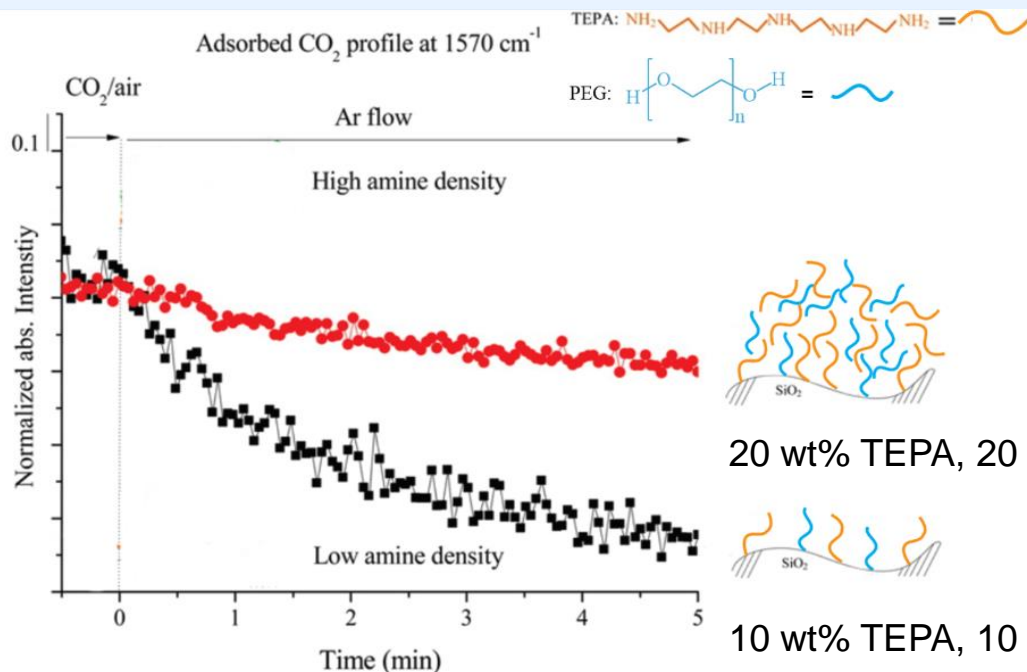 TEPA: NH₂ NH NH NH NH₂ =
Adsorbed CO₂ profile at 1570 cm⁻¹
PEG: H [ O ]n O H =
CO₂/air
Ar flow
0.1
High amine density
Normalized abs. Intenstiy
SiO₂
20 wt% TEPA, 20
Low amine density
SiO₂
10 wt% TEPA, 10
0 1 2 3 4 5
Time (min)